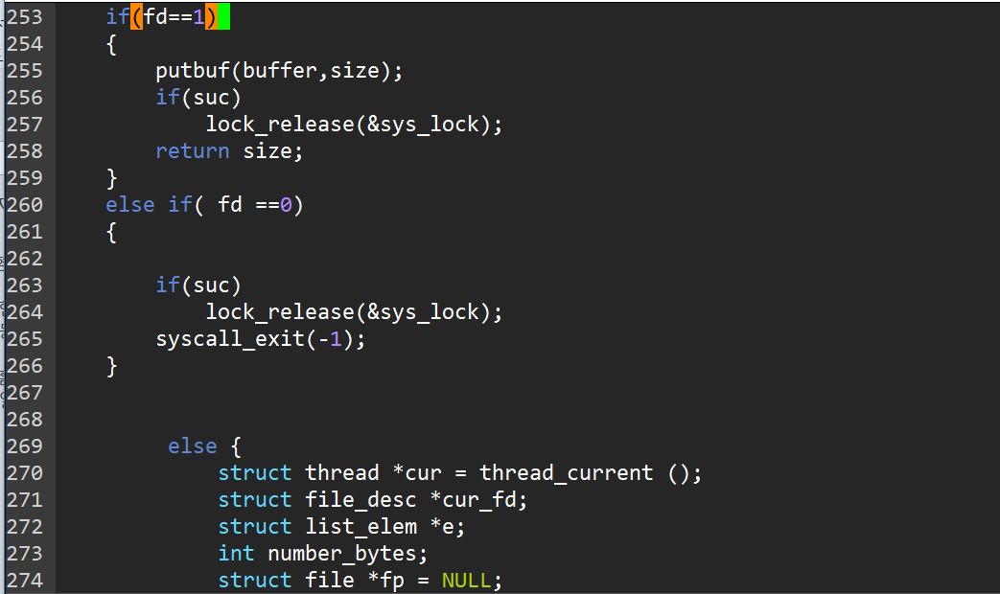 253 if(fd==1)
254 {
255 putbuf(buffer,size);
256 if(suc)
257 lock_release(&sys_lock);
258 return size;
259 }
260 else if( fd ==0)
261 {
262
263 if(suc)
264 lock_release(&sys_lock);
265 syscall_exit(-1);
266 }
267
268
269 else {
270 struct thread *cur = thread_current ();
271 struct file_desc *cur_fd;
272 struct list_elem *e;
273 int number_bytes;
274 struct file *fp = NULL;